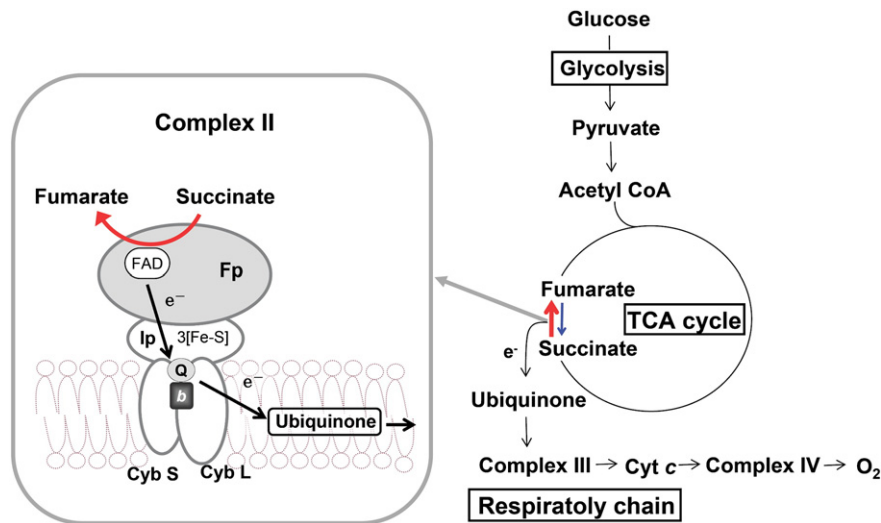 Complex II
Fumarate
Succinate
FAD
Fp
e⁻
Ip
3[Fe-S]
Q
b
e⁻
Ubiquinone
Cyb S
Cyb L
Glucose
Glycolysis
Pyruvate
Acetyl CoA
Fumarate
TCA cycle
Succinate
e-
Ubiquinone
Complex III → Cyt c → Complex IV → O₂
Respiratoly chain